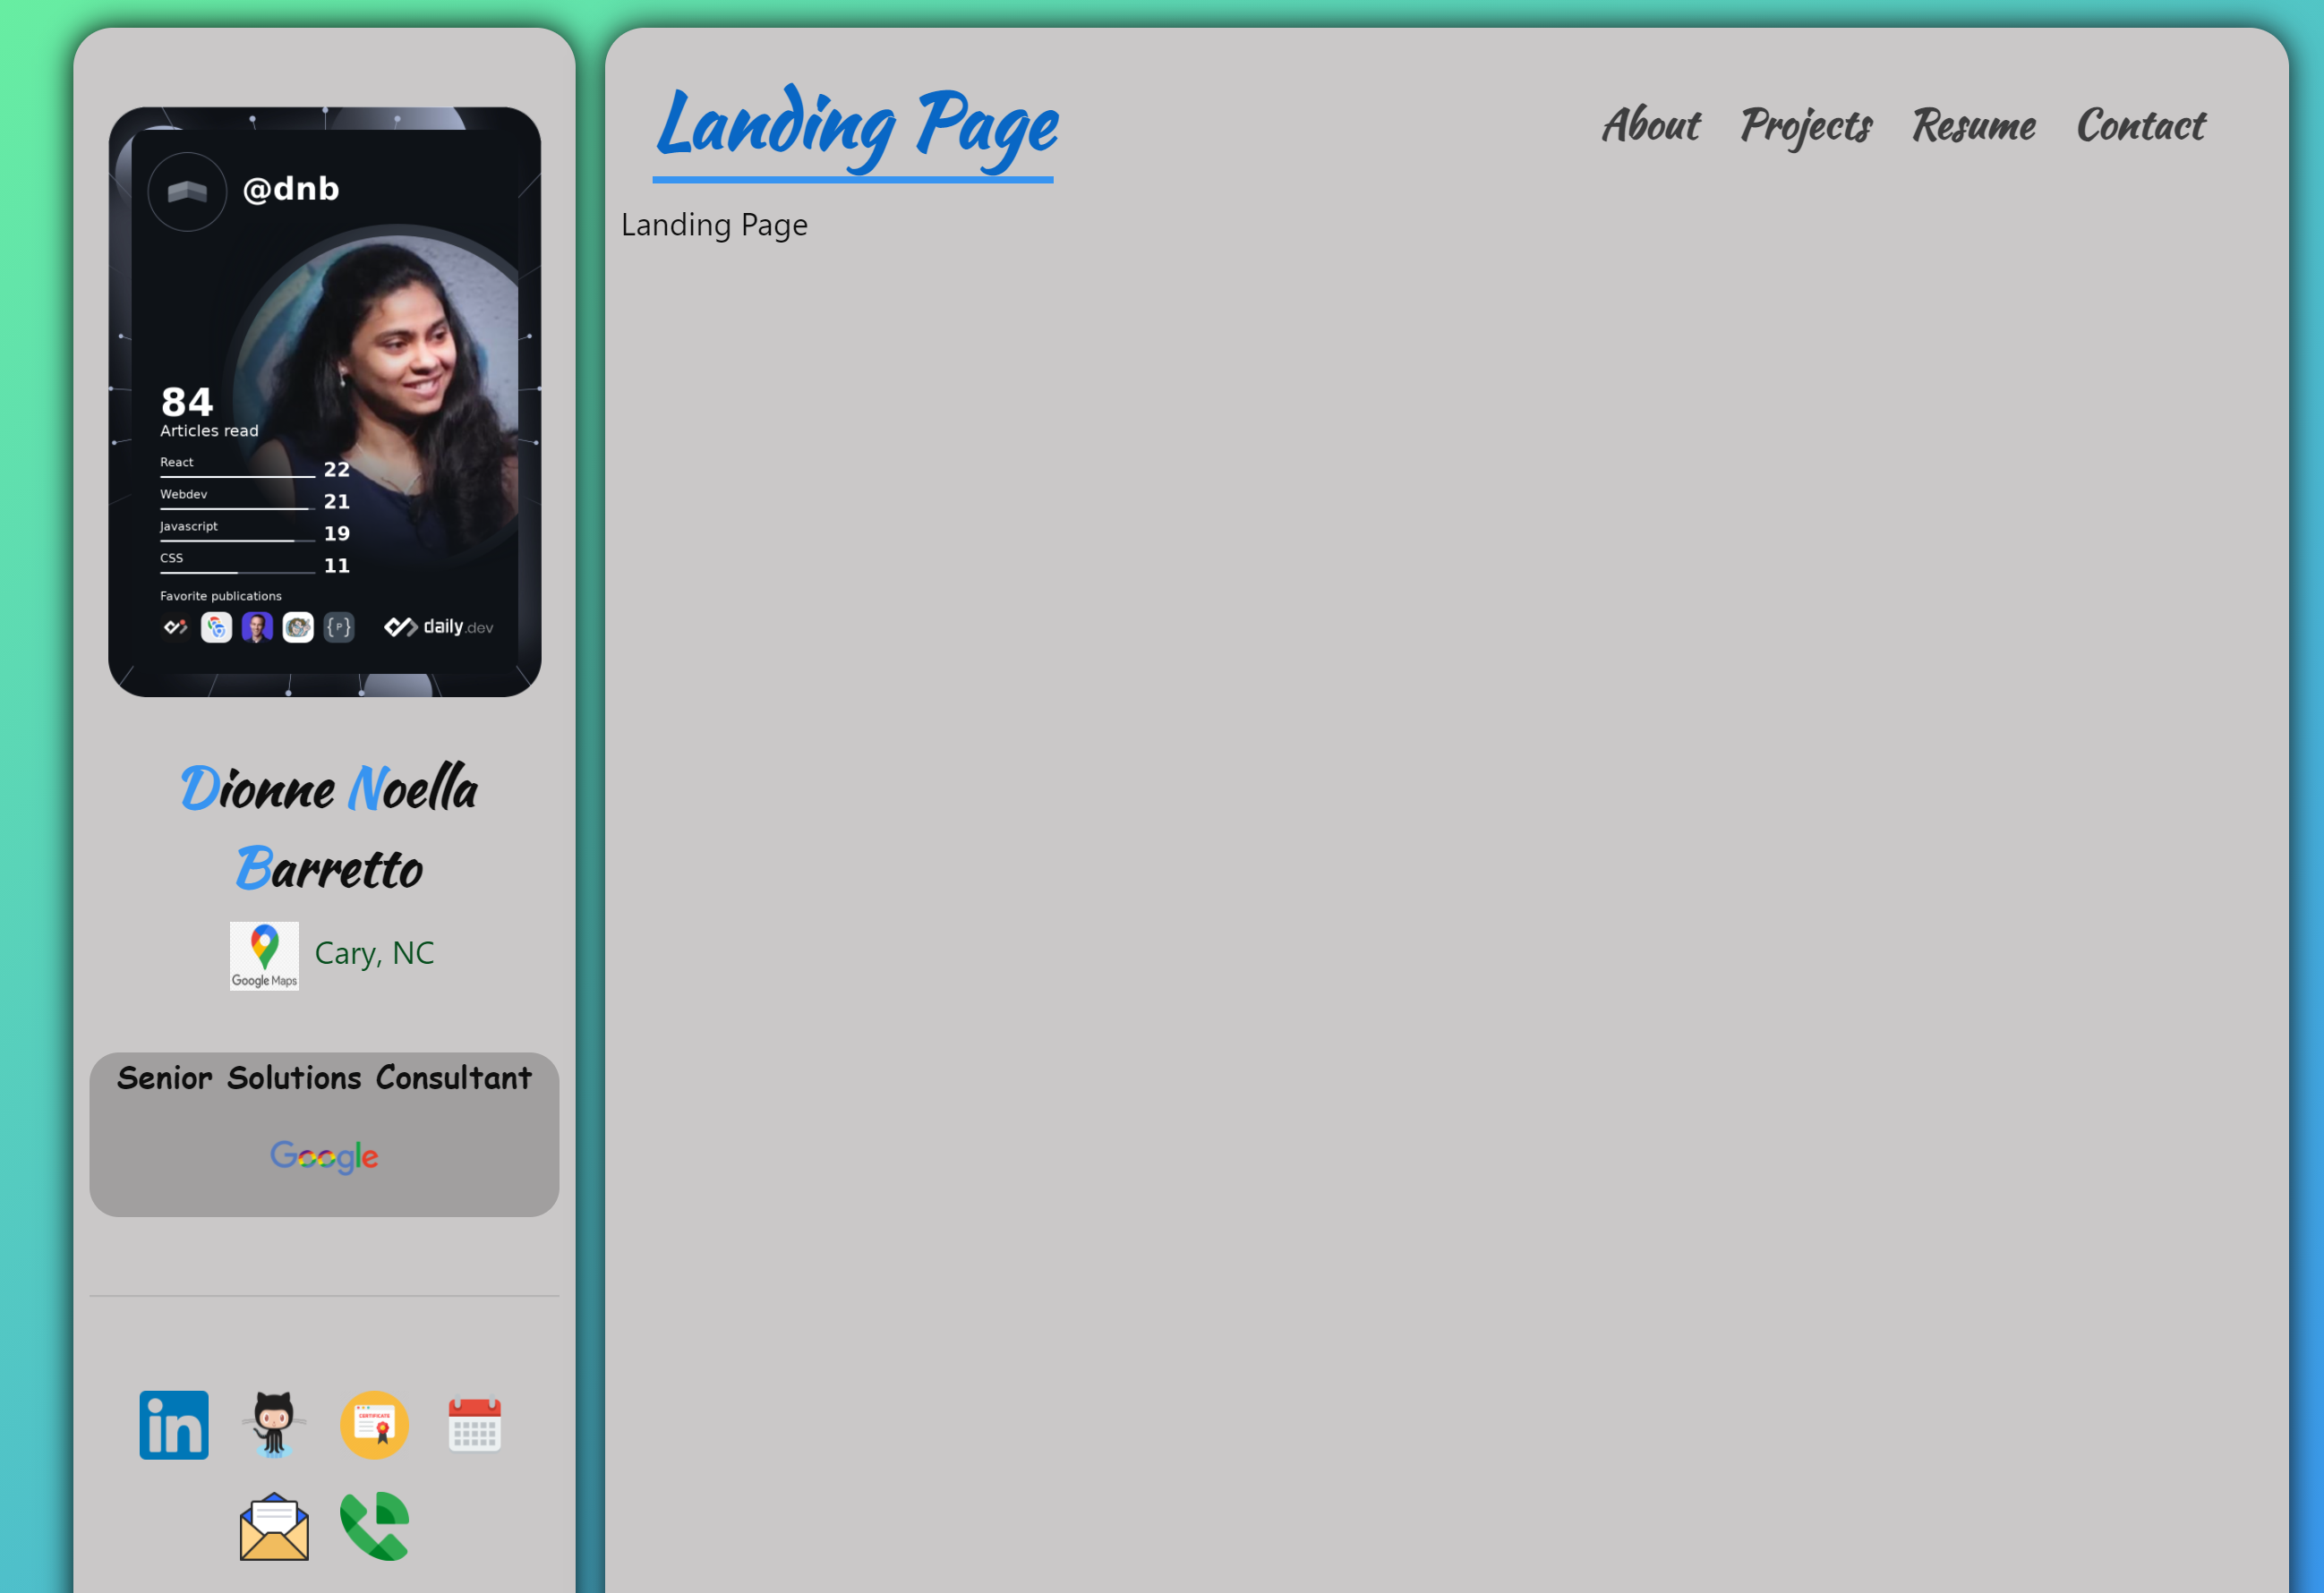 @dnb
84
Articles read
React 22
Webdev 21
Javascript 19
CSS 11
Favorite publications
{P}
daily.dev
Dionne Noella
Barretto
Google Maps
Cary, NC
Senior Solutions Consultant
Google
in
CERTIFICATE
Landing Page
About Projects Resume Contact
Landing Page